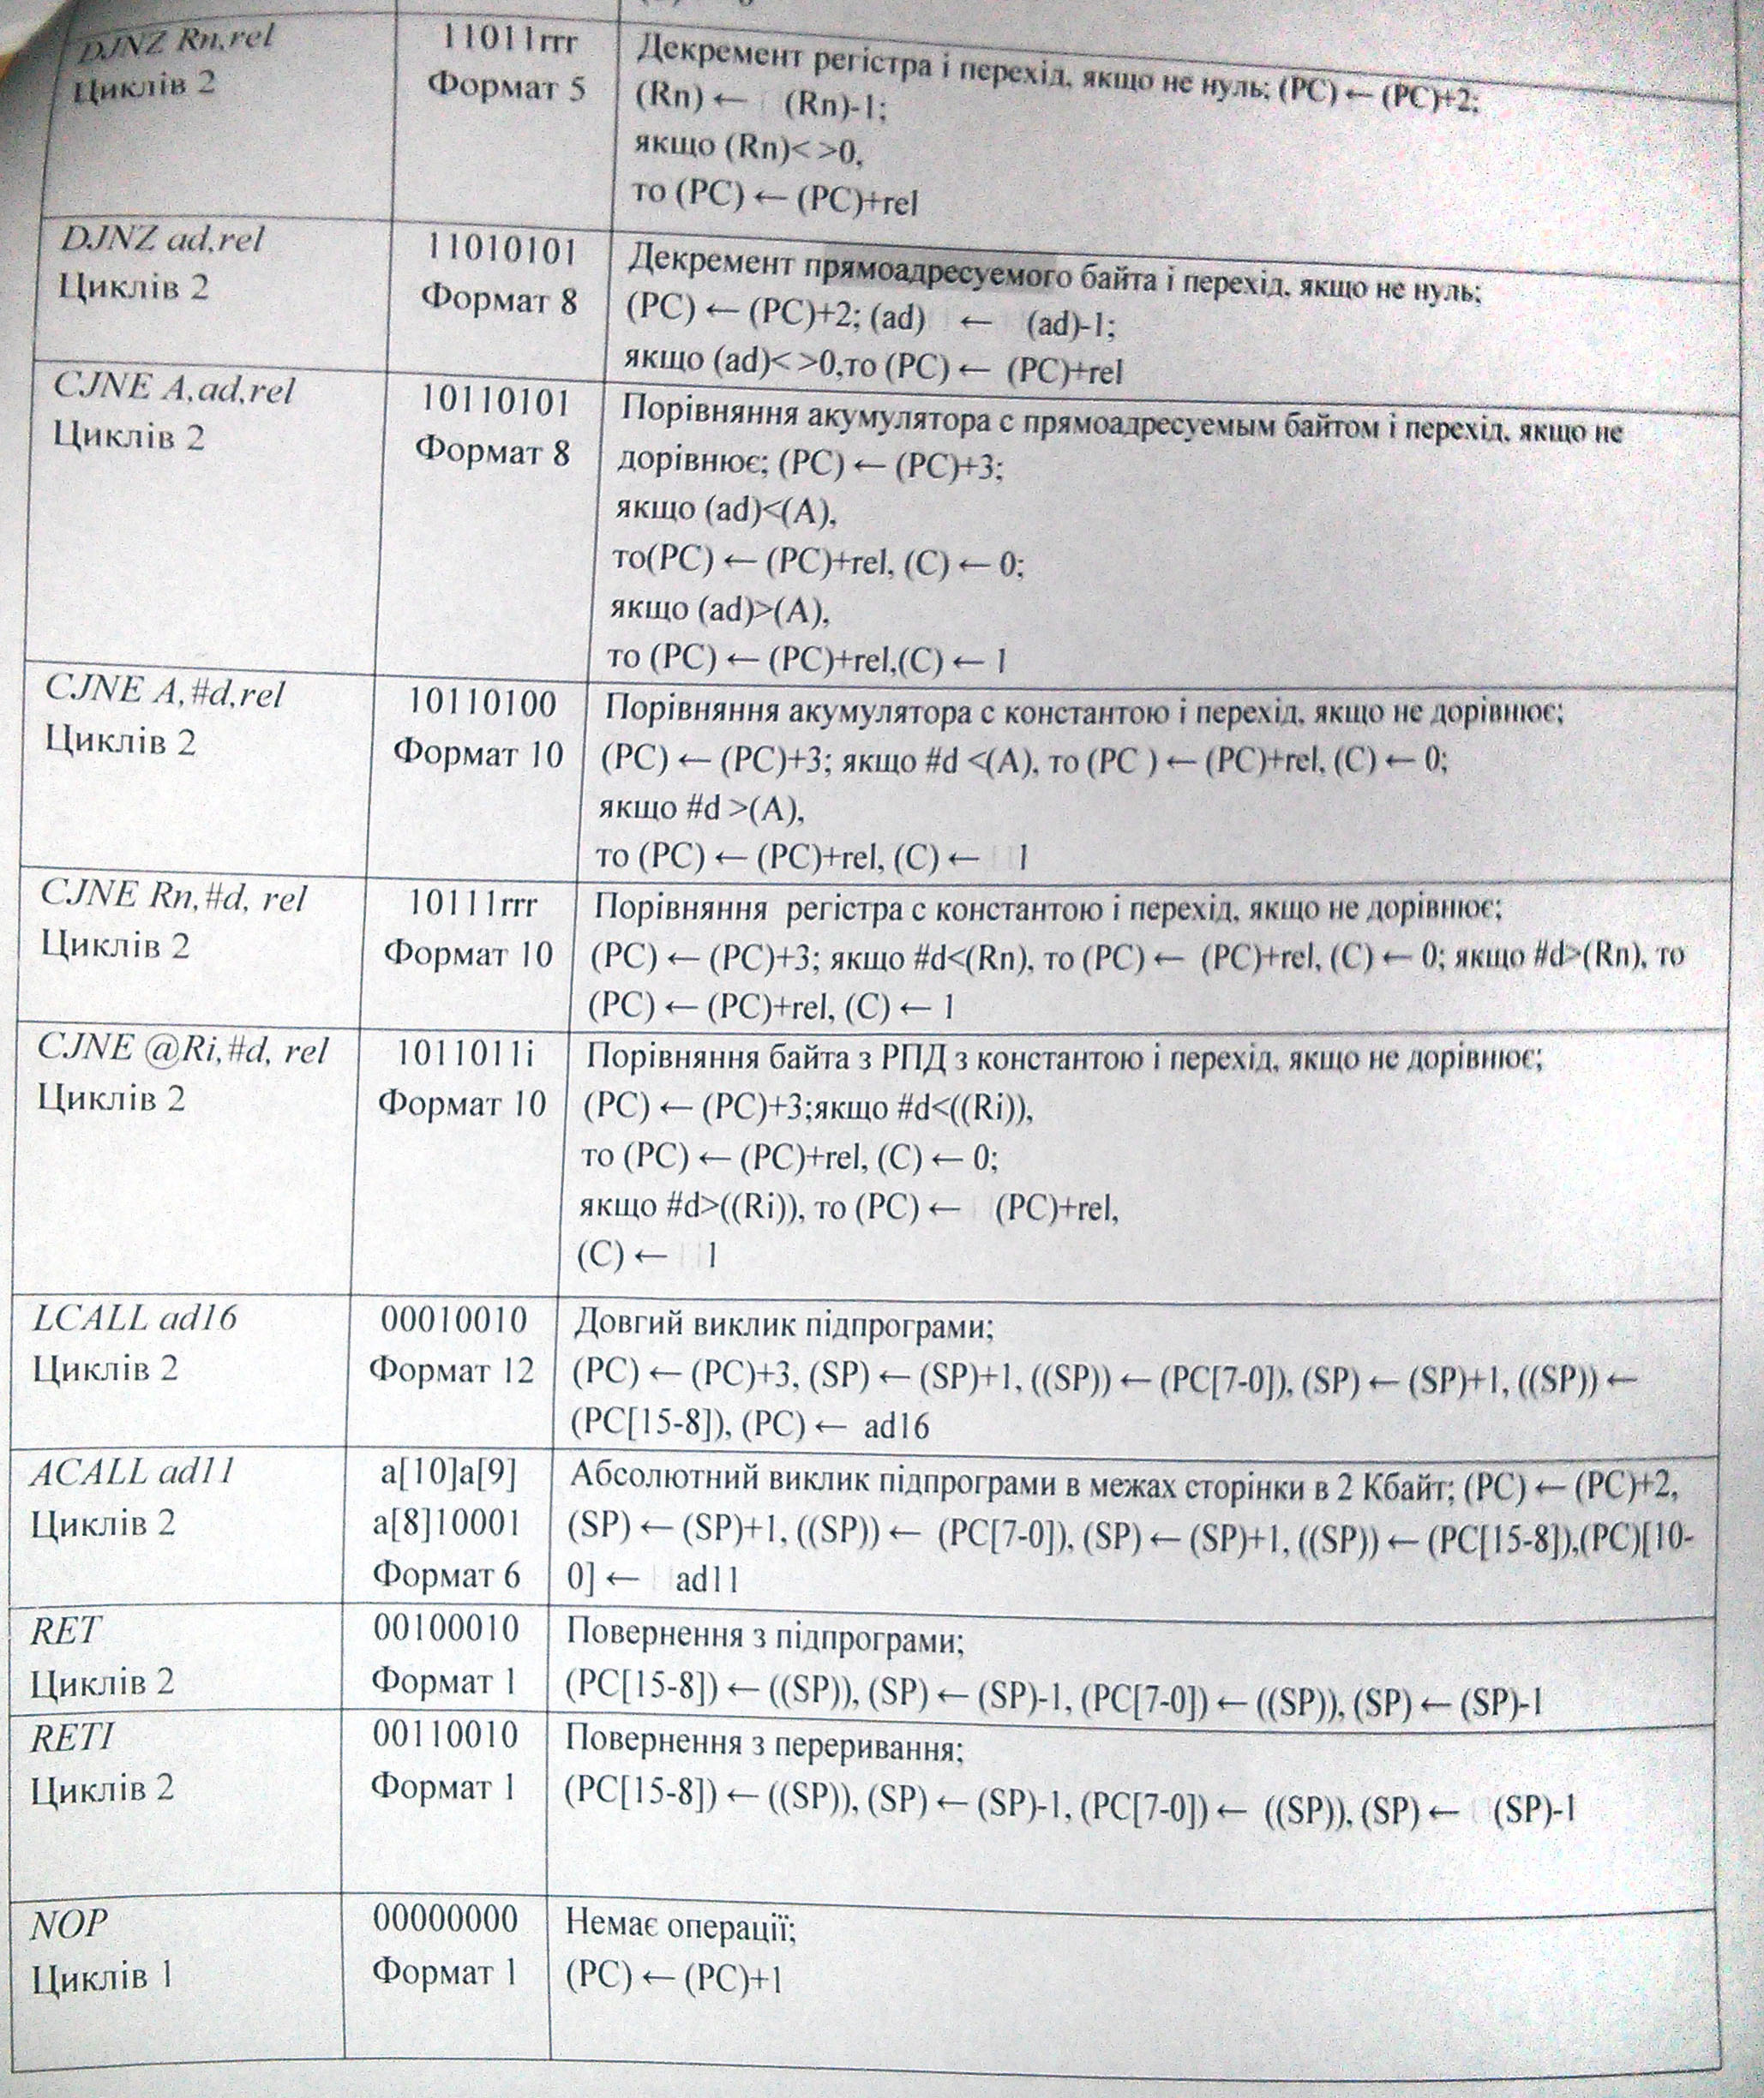 DJNZ Rn,rel
Циклів 2
11011rrr
Формат 5
Декремент регістра і перехід, якщо не нуль; (PC) ← (PC)+2;
(Rn) ← (Rn)-1;
якщо (Rn)< >0,
то (PC) ← (PC)+rel
DJNZ ad,rel
Циклів 2
11010101
Формат 8
Декремент прямоадресуемого байта і перехід, якщо не нуль;
(PC) ← (PC)+2; (ad) ← (ad)-1;
якщо (ad)< >0,то (PC) ← (PC)+rel
CJNE A,ad,rel
Циклів 2
10110101
Формат 8
Порівняння акумулятора с прямоадресуемым байтом і перехід, якщо не
дорівнює; (PC) ← (PC)+3;
якщо (ad)<(A),
то(PC) ← (PC)+rel, (C) ← 0;
якщо (ad)>(A),
то (PC) ← (PC)+rel,(C) ← 1
CJNE A,#d,rel
Циклів 2
10110100
Формат 10
Порівняння акумулятора с константою і перехід, якщо не дорівнює;
(PC) ← (PC)+3; якщо #d <(A), то (PC ) ← (PC)+rel, (C) ← 0;
якщо #d >(A),
то (PC) ← (PC)+rel, (C) ← 1
CJNE Rn,#d, rel
Циклів 2
10111rrr
Формат 10
Порівняння регістра с константою і перехід, якщо не дорівнює;
(PC) ← (PC)+3; якщо #d<(Rn), то (PC) ← (PC)+rel, (C) ← 0; якщо #d>(Rn), то
(PC) ← (PC)+rel, (C) ← 1
CJNE @Ri,#d, rel
Циклів 2
1011011i
Формат 10
Порівняння байта з РПД з константою і перехід, якщо не дорівнює;
(PC) ← (PC)+3;якщо #d<((Ri)),
то (PC) ← (PC)+rel, (C) ← 0;
якщо #d>((Ri)), то (PC) ← (PC)+rel,
(C) ← 1
LCALL ad16
Циклів 2
00010010
Формат 12
Довгий виклик підпрограми;
(PC) ← (PC)+3, (SP) ← (SP)+1, ((SP)) ← (PC[7-0]), (SP) ← (SP)+1, ((SP)) ←
(PC[15-8]), (PC) ← ad16
ACALL ad11
Циклів 2
a[10]a[9]
a[8]10001
Формат 6
Абсолютний виклик підпрограми в межах сторінки в 2 Кбайт; (PC) ← (PC)+2,
(SP) ← (SP)+1, ((SP)) ← (PC[7-0]), (SP) ← (SP)+1, ((SP)) ← (PC[15-8]),(PC)[10-
0] ← ad11
RET
Циклів 2
00100010
Формат 1
Повернення з підпрограми;
(PC[15-8]) ← ((SP)), (SP) ← (SP)-1, (PC[7-0]) ← ((SP)), (SP) ← (SP)-1
RETI
Циклів 2
00110010
Формат 1
Повернення з переривання;
(PC[15-8]) ← ((SP)), (SP) ← (SP)-1, (PC[7-0]) ← ((SP)), (SP) ← (SP)-1
NOP
Циклів 1
00000000
Формат 1
Немає операції;
(PC) ← (PC)+1